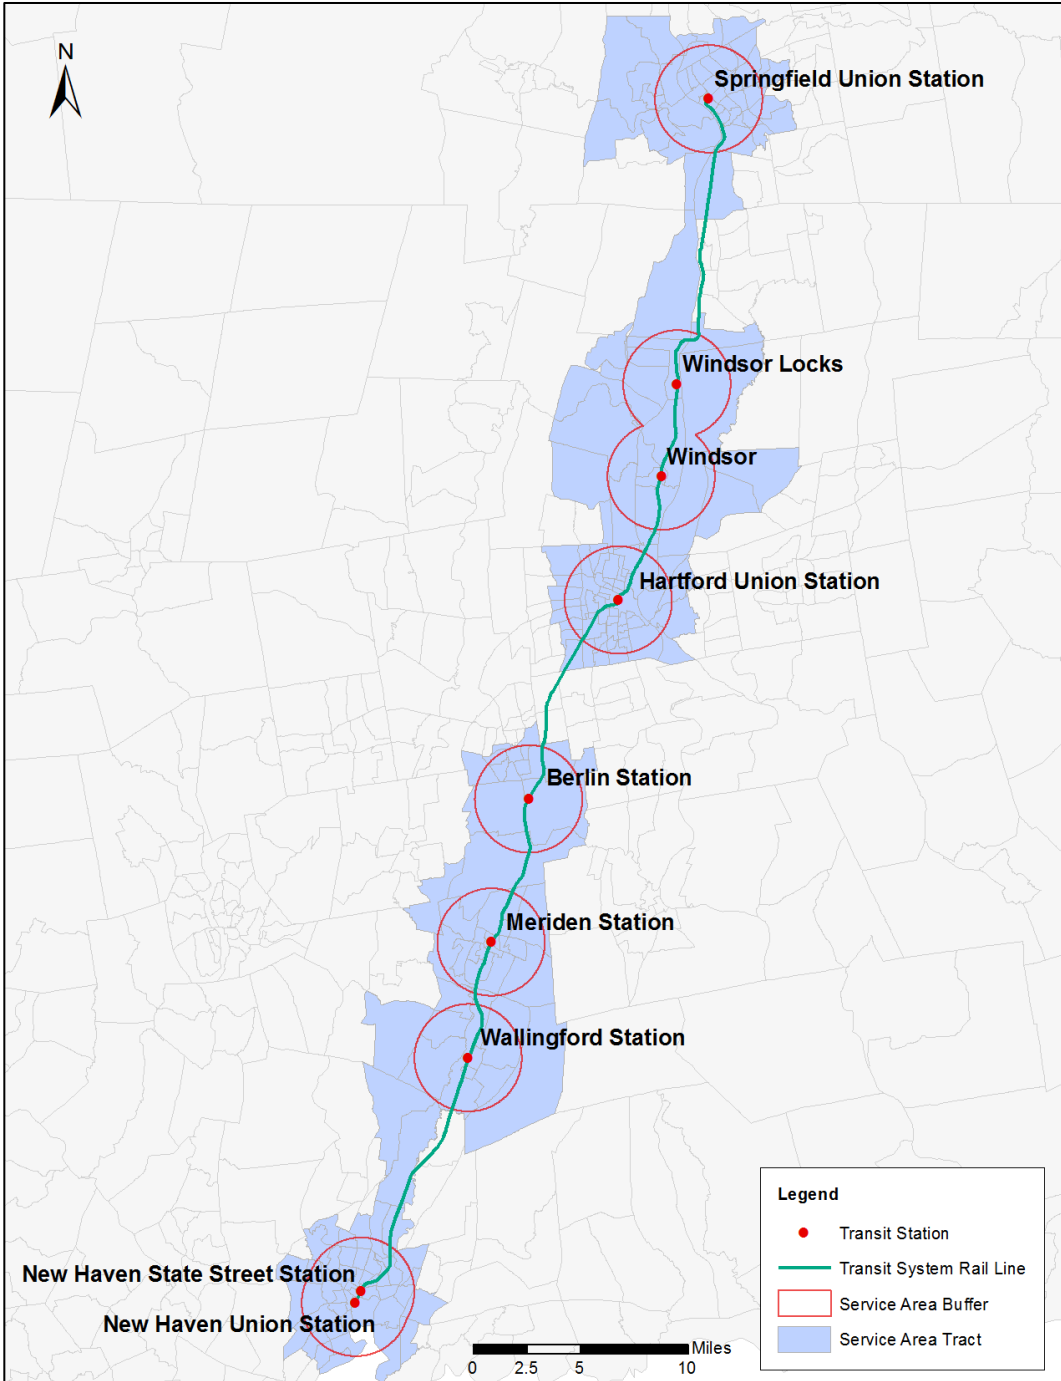 N
Springfield Union Station
Windsor Locks
Windsor
Hartford Union Station
Berlin Station
Meriden Station
Wallingford Station
New Haven State Street Station
New Haven Union Station
Legend
Transit Station
Transit System Rail Line
Service Area Buffer
Service Area Tract
Miles
0 2.5 5 10